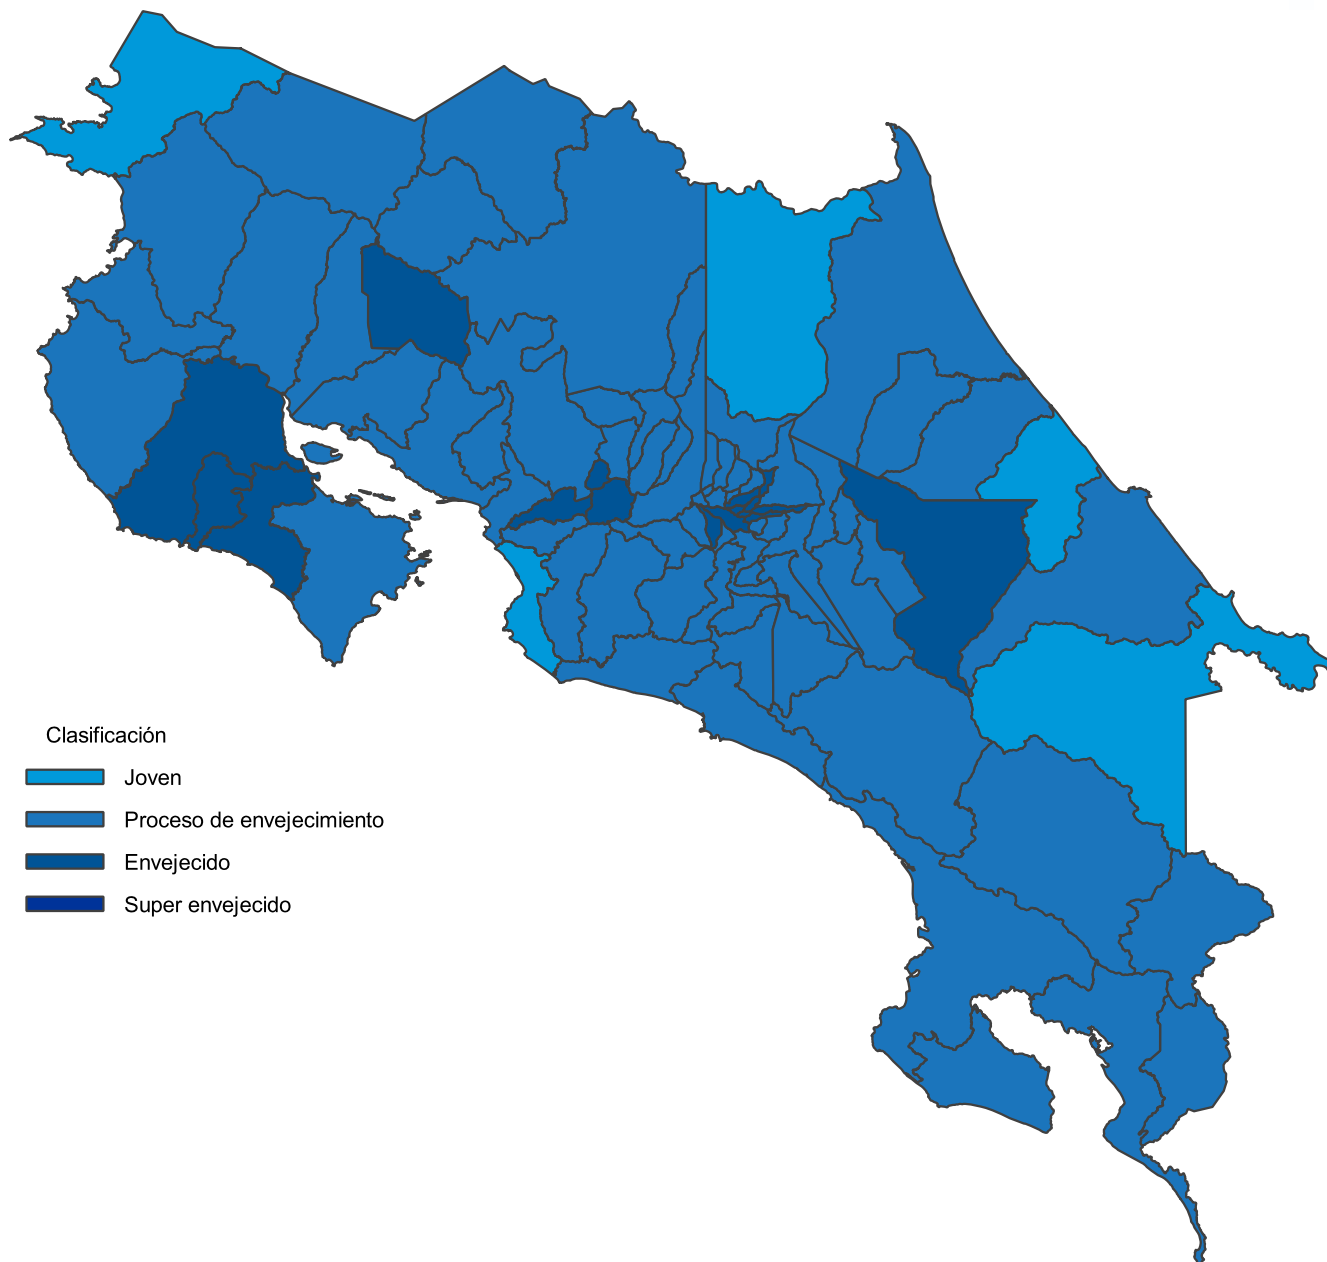 Clasificación
Joven
Proceso de envejecimiento
Envejecido
Super envejecido